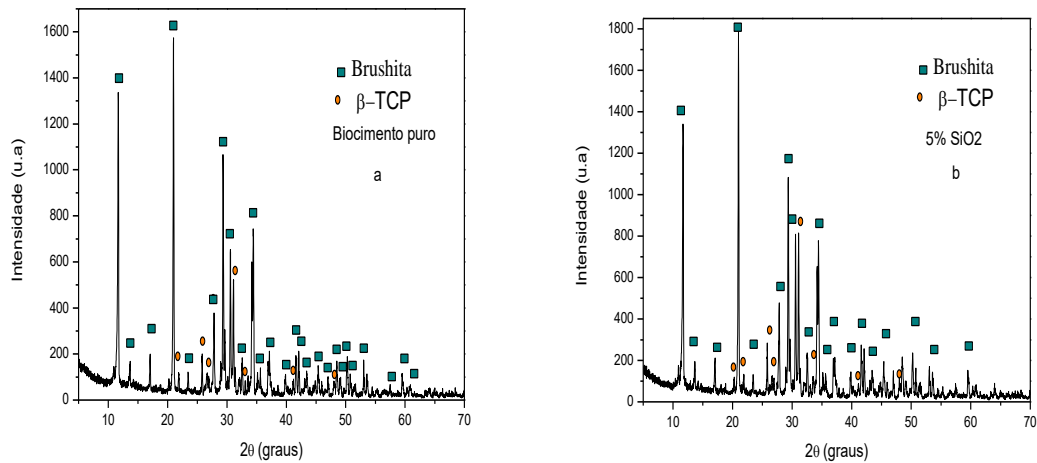 1600
1400
1200
1000
800
600
400
200
0
10
20
30
40
50
60
70
Intensidade (u.a)
2θ (graus)
Brushita
β–TCP
Biocimento puro
a
1800
1600
1400
1200
1000
800
600
400
200
0
10
20
30
40
50
60
70
Intensidade (u.a)
2θ (graus)
Brushita
β–TCP
5% SiO2
b